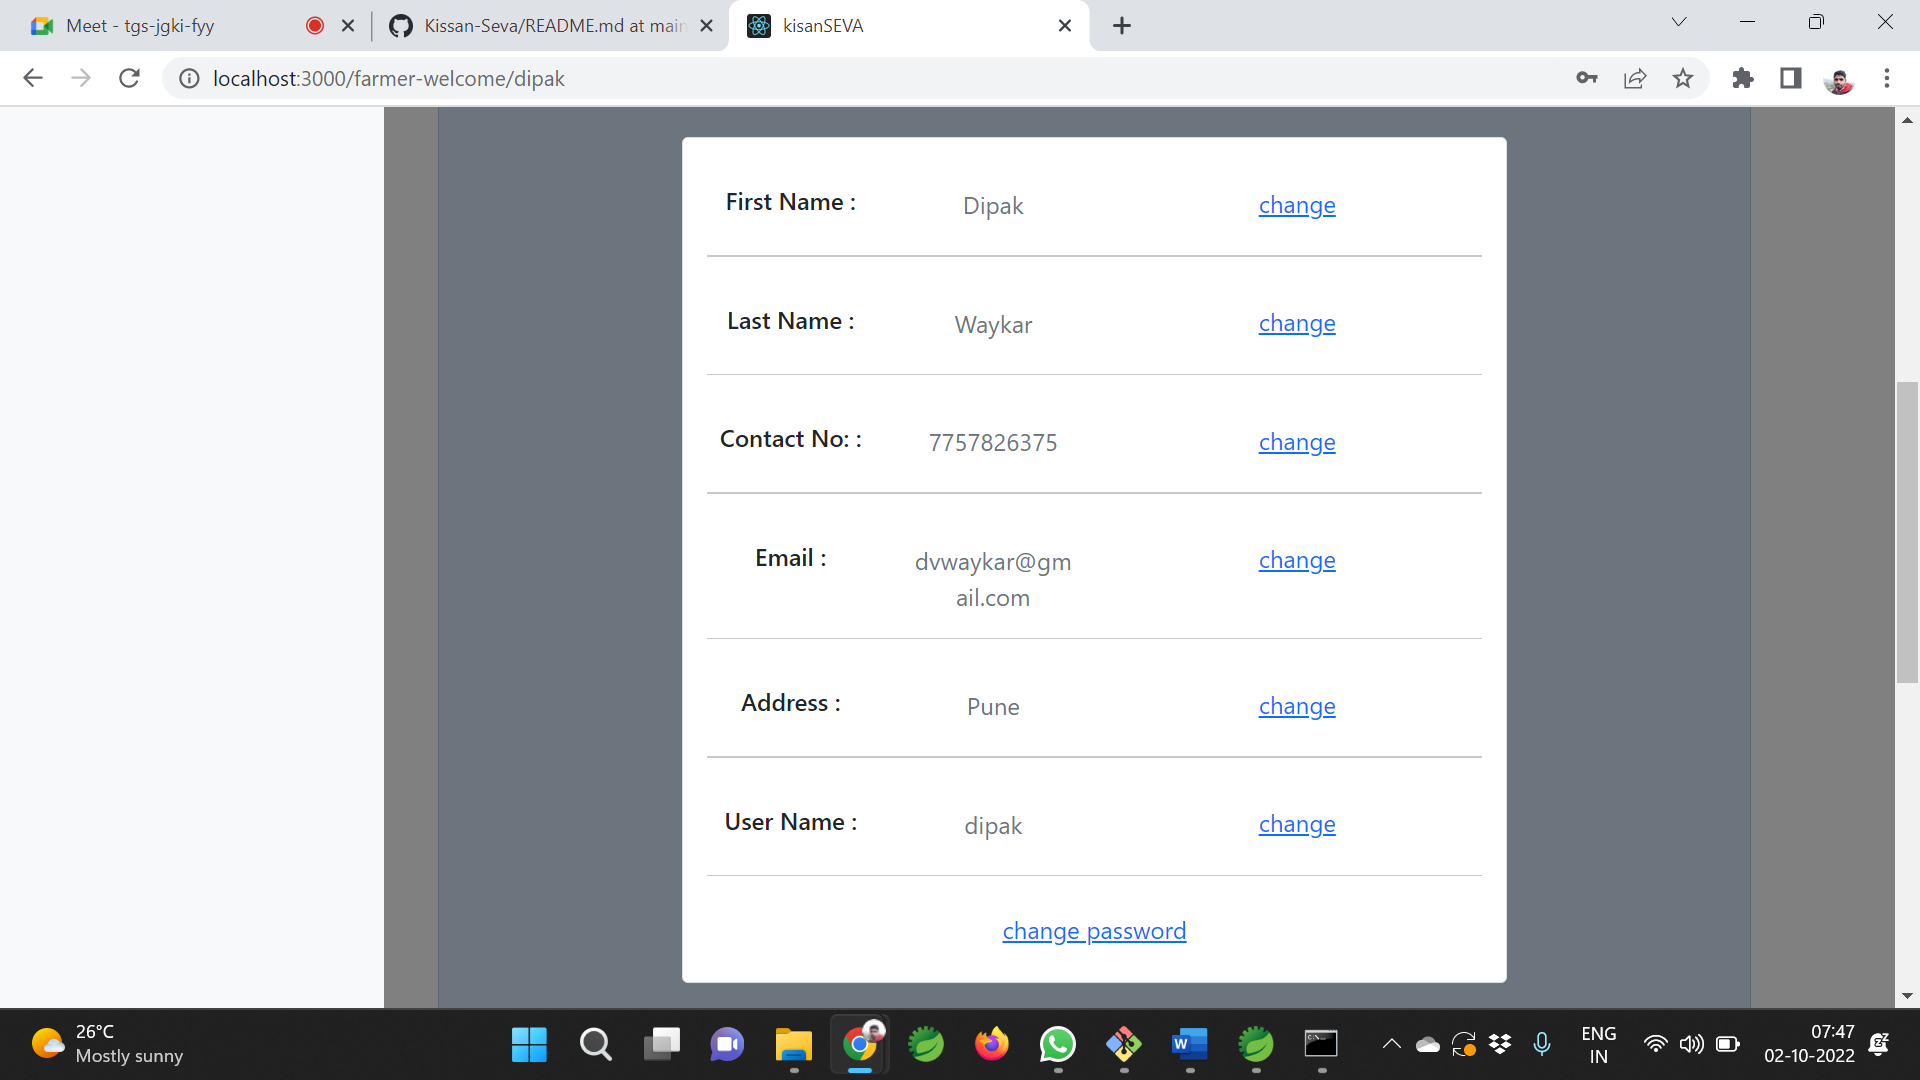 Meet - tgs-jgki-fyy
Kissan-Seva/README.md at main
kisanSEVA
localhost:3000/farmer-welcome/dipak
First Name : Dipak change
Last Name : Waykar change
Contact No: : 7757826375 change
Email : dvwaykar@gm change
ail.com
Address : Pune change
User Name : dipak change
change password
26°C
Mostly sunny
W
ENG
IN
07:47
02-10-2022